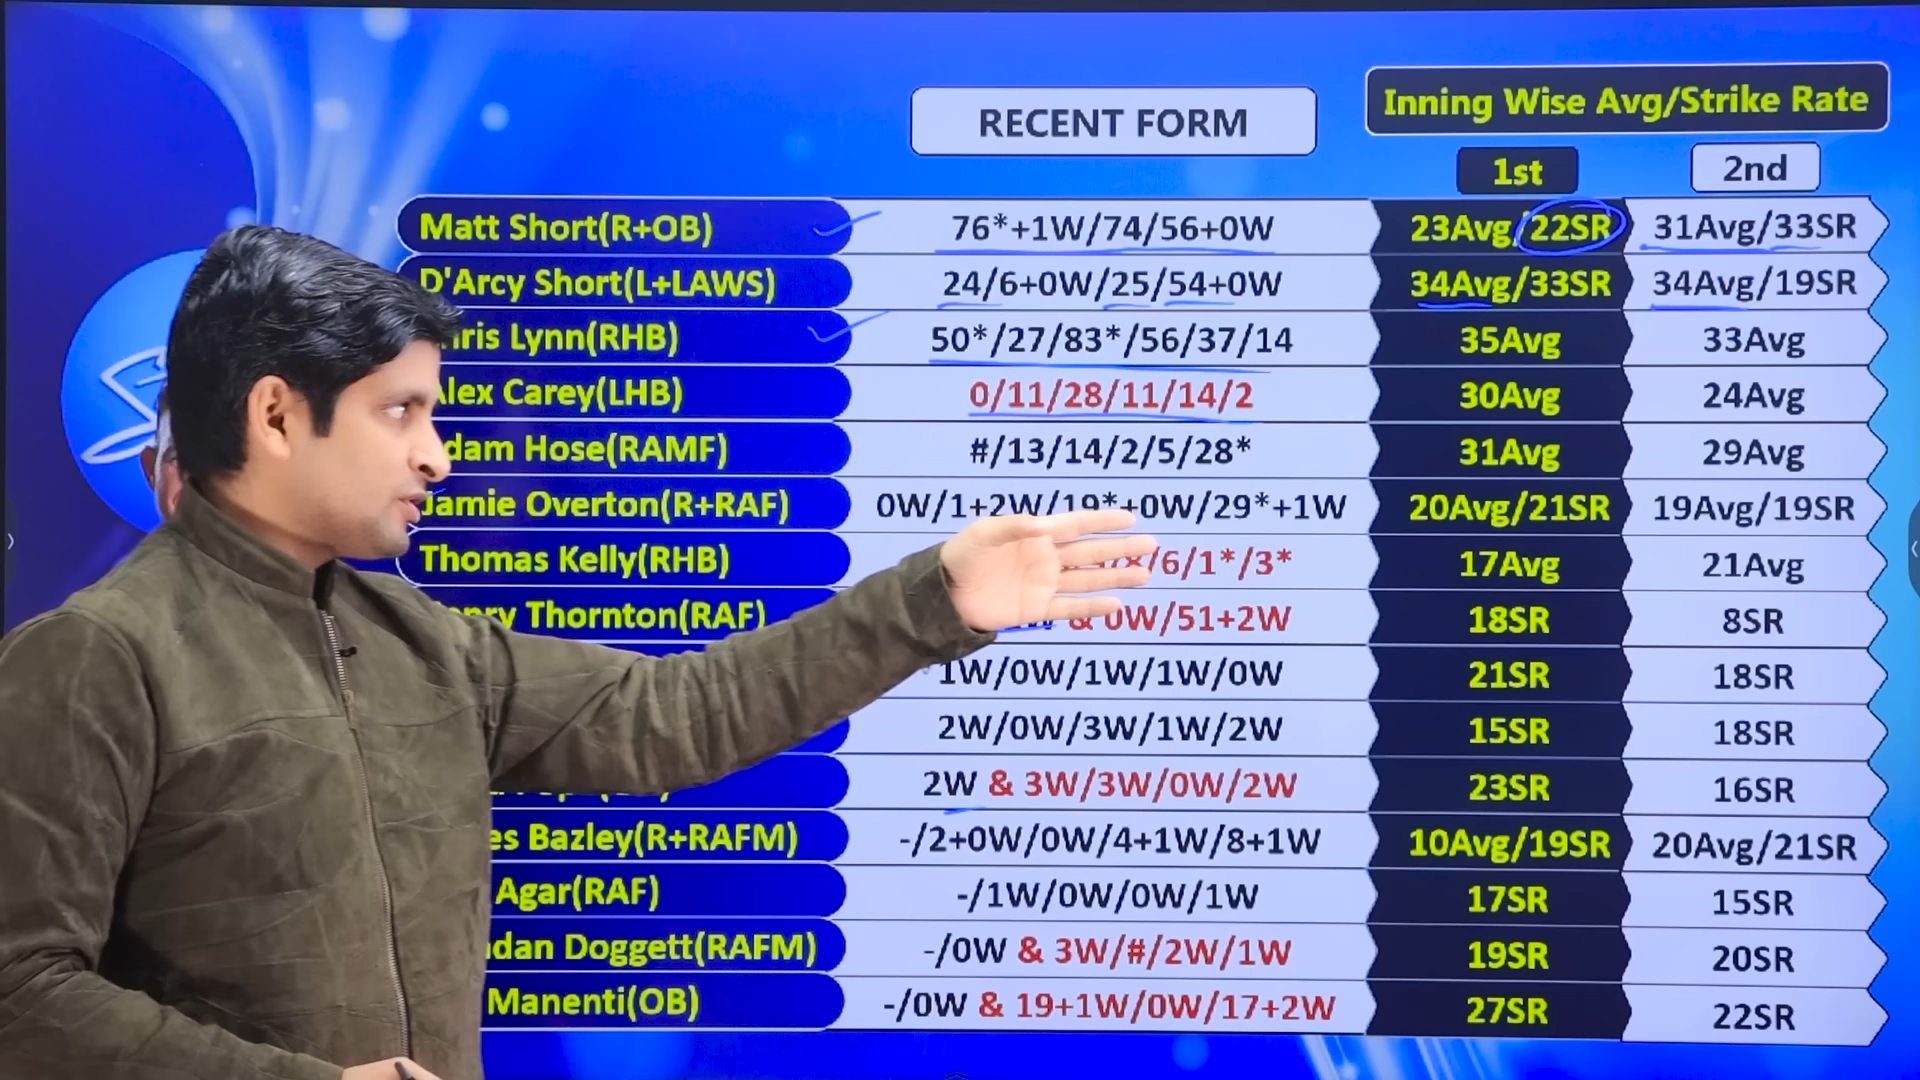 RECENT FORM
Inning Wise Avg/Strike Rate
1st 2nd
Matt Short(R+OB) 76*+1W/74/56+0W 23Avg/22SR 31Avg/33SR
D'Arcy Short(L+LAWS) 24/6+0W/25/54+0W 34Avg/33SR 34Avg/19SR
Lynn(RHB) 50*/27/83*/56/37/14 35Avg 33Avg
Carey(LHB) 0/11/28/11/14/2 30Avg 24Avg
Hose(RAMF) #/13/14/2/5/28* 31Avg 29Avg
Jamie Overton(R+RAF) 0W/1+2W/19*+0W/29*+1W 20Avg/21SR 19Avg/19SR
Thomas Kelly(RHB) /6/1*/3* 17Avg 21Avg
Thornton(RAF) & 0W/51+2W 18SR 8SR
1W/0W/1W/1W/0W 21SR 18SR
2W/0W/3W/1W/2W 15SR 18SR
2W & 3W/3W/0W/2W 23SR 16SR
es Bazley(R+RAFM) -/2+0W/0W/4+1W/8+1W 10Avg/19SR 20Avg/21SR
Agar(RAF) -/1W/0W/0W/1W 17SR 15SR
dan Doggett(RAFM) -/0W & 3W/#/2W/1W 19SR 20SR
Manenti(OB) -/0W & 19+1W/0W/17+2W 27SR 22SR